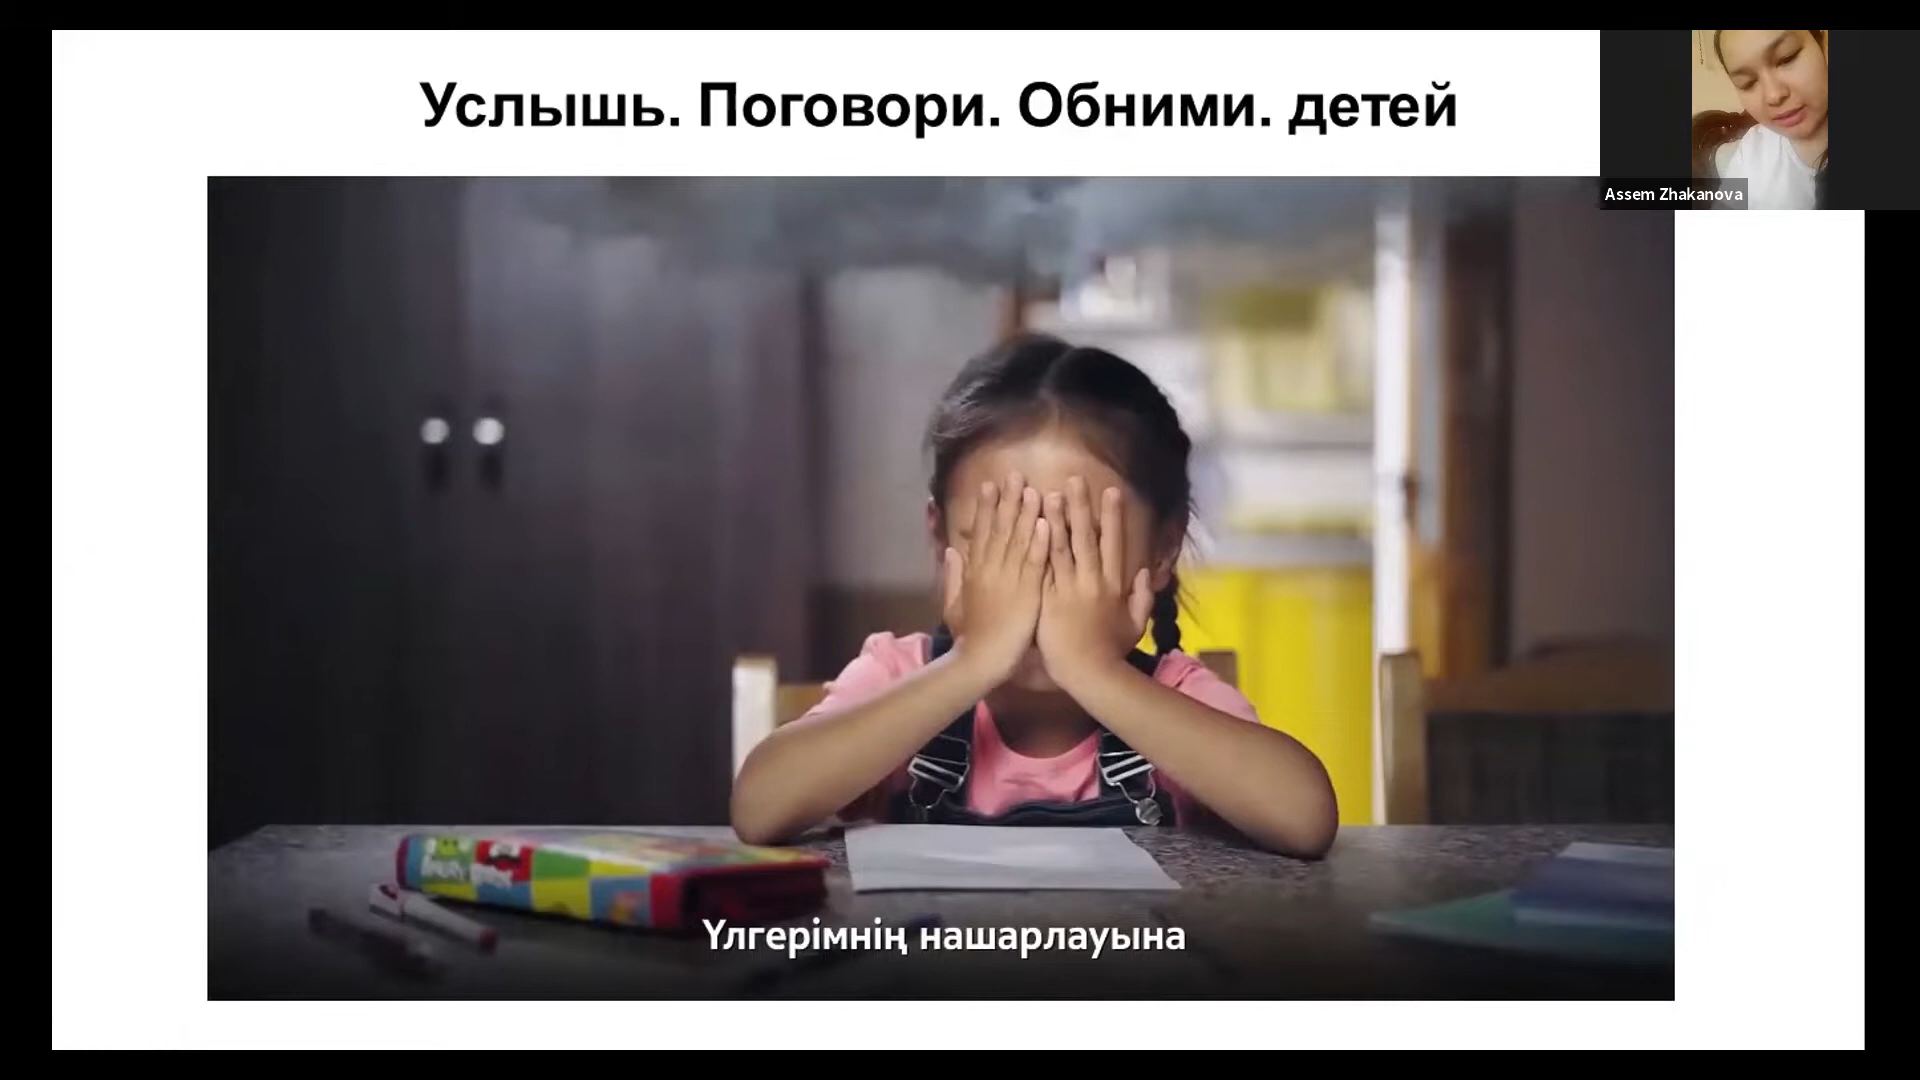 Услышь. Поговори. Обними. детей
Assem Zhakanova
Үлгерімнің нашарлауына